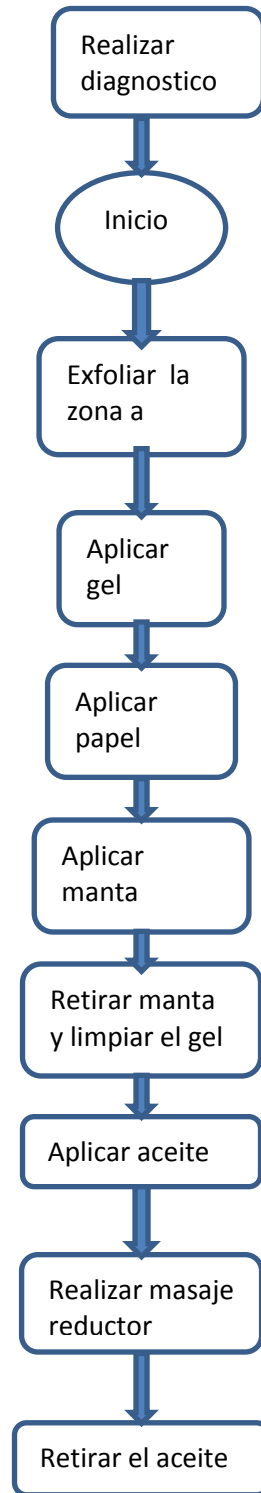 Realizar
diagnostico
Inicio
Exfoliar la
zona a
Aplicar
gel
Aplicar
papel
Aplicar
manta
Retirar manta
y limpiar el gel
Aplicar aceite
Realizar masaje
reductor
Retirar el aceite